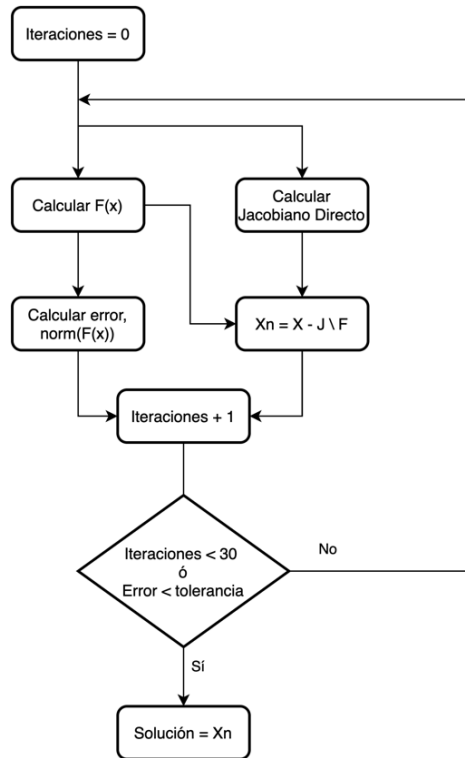 Iteraciones = 0
Calcular F(x)
Calcular
Jacobiano Directo
Calcular error,
norm(F(x))
Xn = X - J \ F
Iteraciones + 1
Iteraciones < 30
ó
Error < tolerancia
No
Sí
Solución = Xn